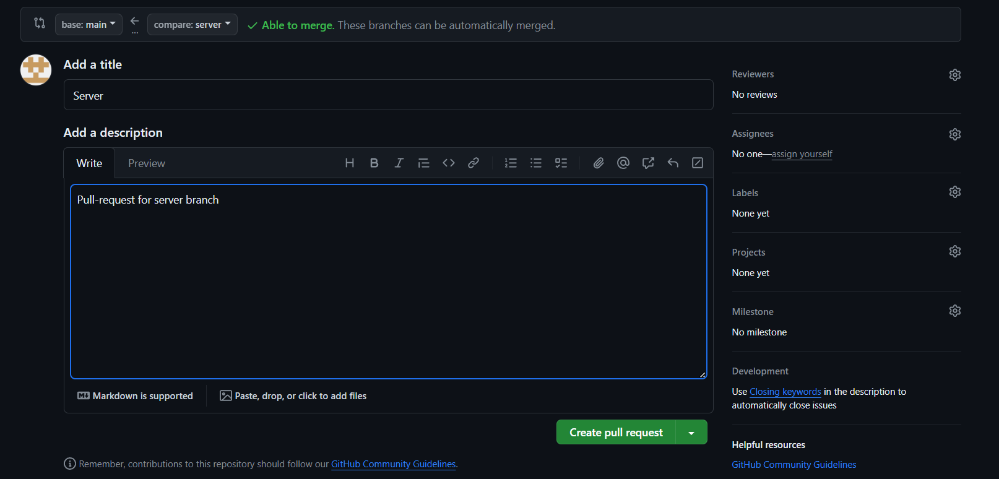 base: main compare: server Able to merge. These branches can be automatically merged.
Add a title
Server
Add a description
Write Preview
Pull-request for server branch
Markdown is supported Paste, drop, or click to add files
Create pull request
Remember, contributions to this repository should follow our GitHub Community Guidelines.
Reviewers
No reviews
Assignees
No one—assign yourself
Labels
None yet
Projects
None yet
Milestone
No milestone
Development
Use Closing keywords in the description to
automatically close issues
Helpful resources
GitHub Community Guidelines